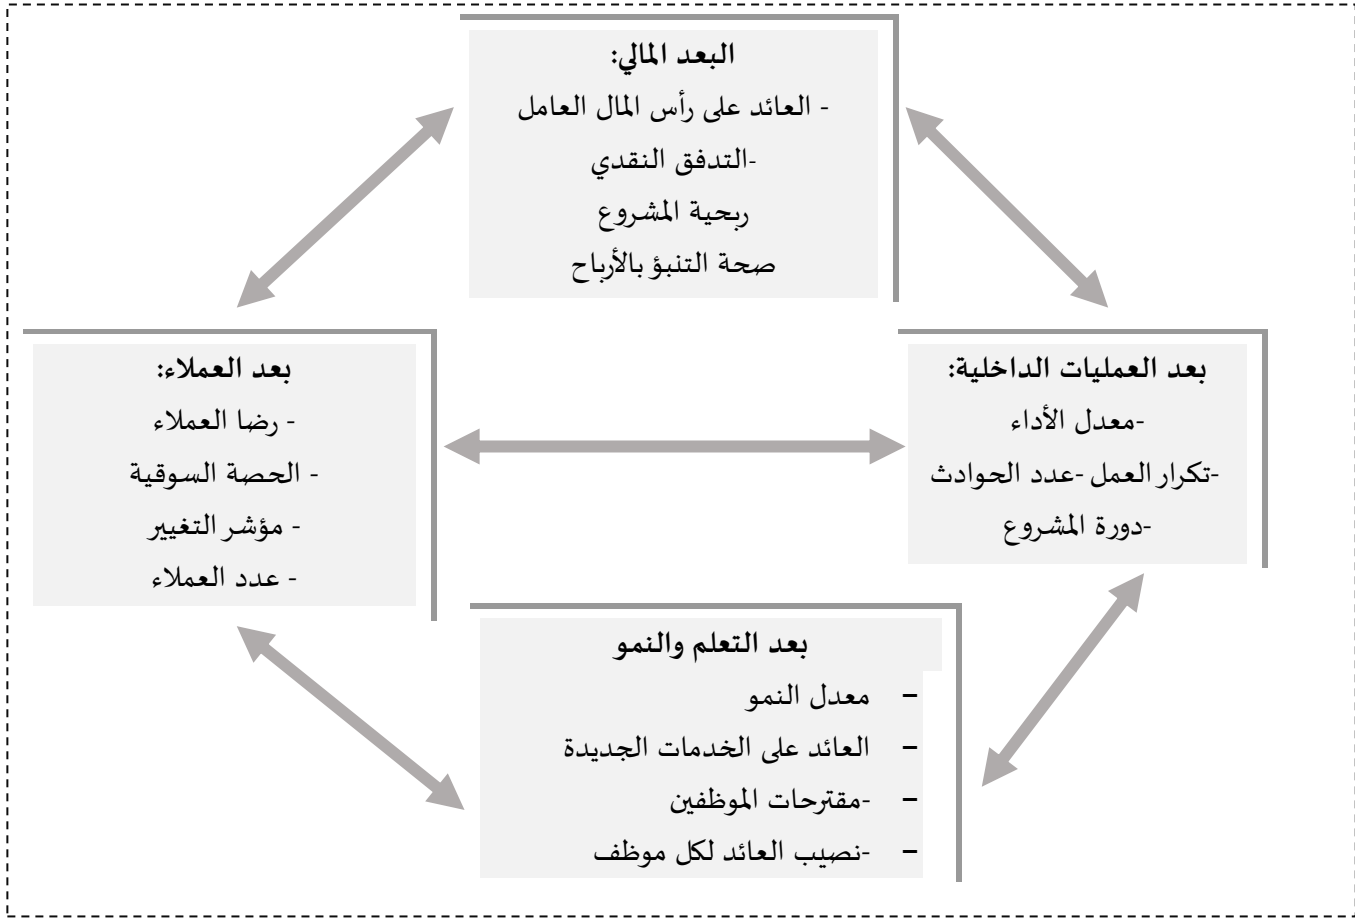 البعد المالي:
- العائد على رأس المال العامل
-التدفق النقدي
ربحية المشروع
صحة التنبؤ بالأرباح
بعد العمليات الداخلية:
-معدل الأداء
-تكرار العمل -عدد الحوادث
-دورة المشروع
بعد العملاء:
- رضا العملاء
- الحصة السوقية
- مؤشر التغيير
- عدد العملاء
بعد التعلم والنمو
– معدل النمو
– العائد على الخدمات الجديدة
– -مقترحات الموظفين
– -نصيب العائد لكل موظف